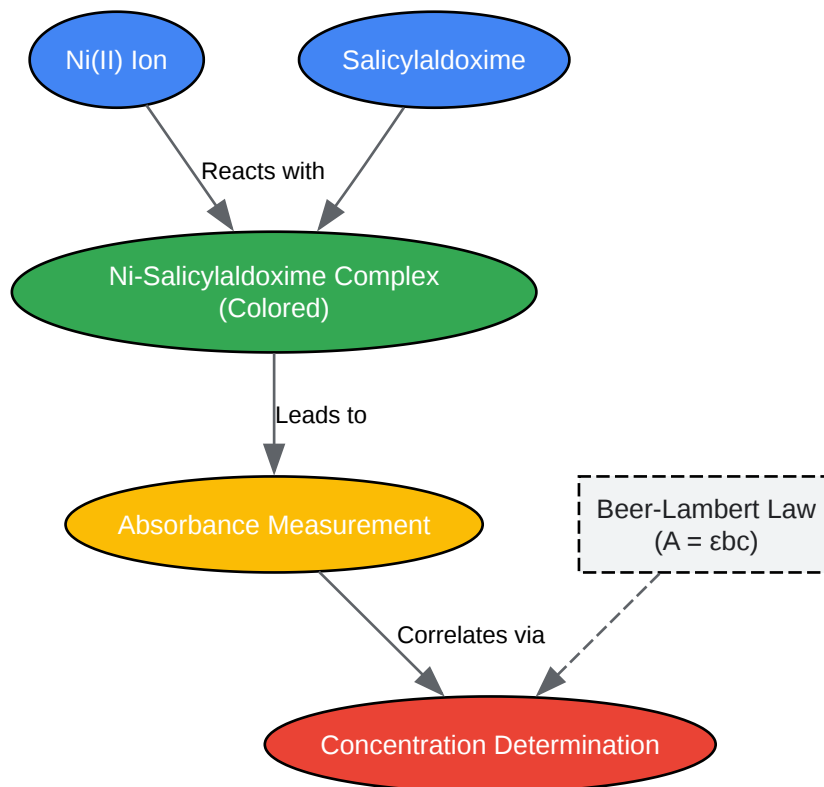 Ni(II) Ion
Salicylaldoxime
Reacts with
Ni-Salicylaldoxime Complex
(Colored)
Leads to
Absorbance Measurement
Beer-Lambert Law
(A = εbc)
Correlates via
Concentration Determination